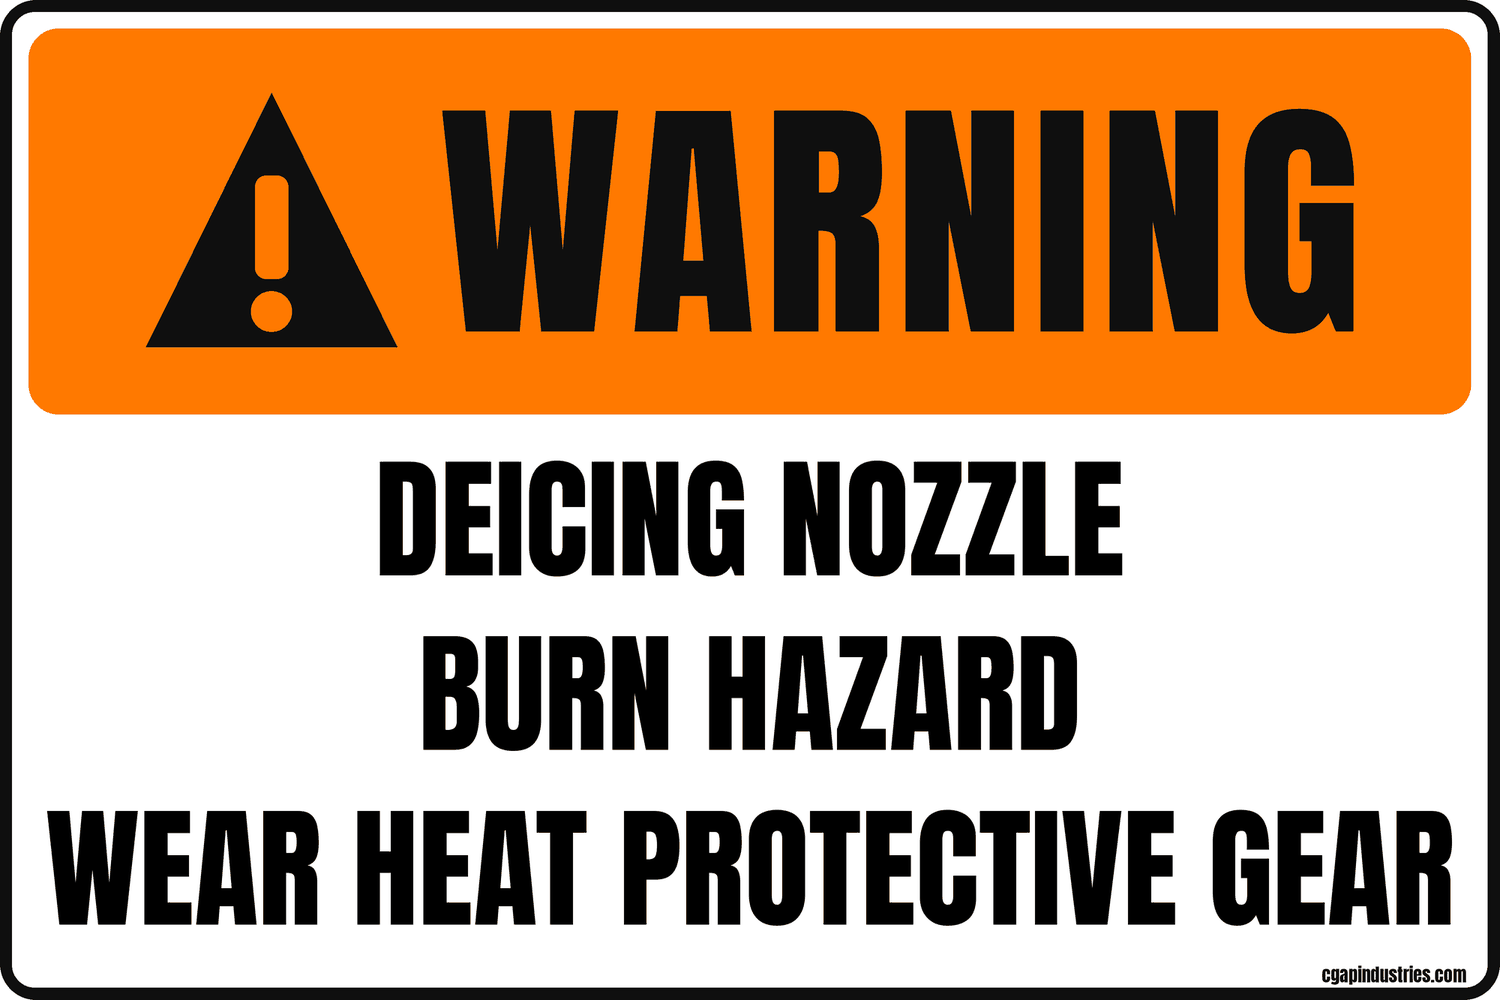 WARNING
DEICING NOZZLE
BURN HAZARD
WEAR HEAT PROTECTIVE GEAR
cgapindustries.com